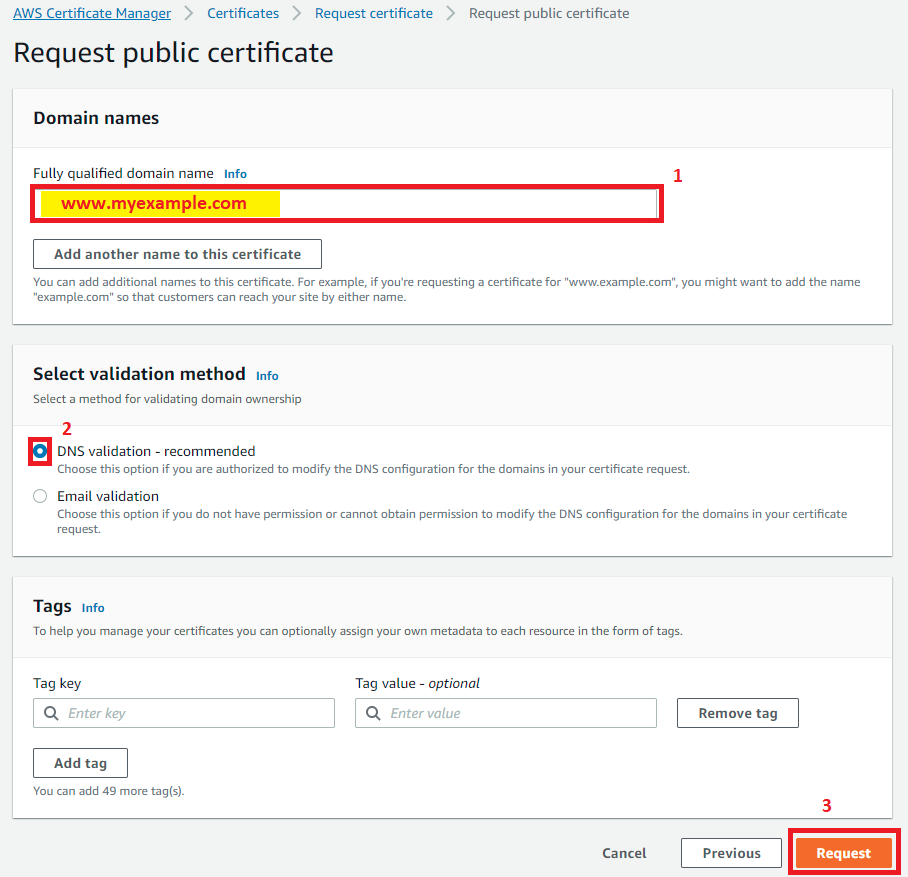 AWS Certificate Manager > Certificates > Request certificate > Request public certificate
Request public certificate
Domain names
Fully qualified domain name Info
1
www.myexample.com
Add another name to this certificate
You can add additional names to this certificate. For example, if you're requesting a certificate for "www.example.com", you might want to add the name
"example.com" so that customers can reach your site by either name.
Select validation method Info
Select a method for validating domain ownership
2
DNS validation - recommended
Choose this option if you are authorized to modify the DNS configuration for the domains in your certificate request.
Email validation
Choose this option if you do not have permission or cannot obtain permission to modify the DNS configuration for the domains in your certificate
request.
Tags Info
To help you manage your certificates you can optionally assign your own metadata to each resource in the form of tags.
Tag key Tag value - optional
Enter key Enter value Remove tag
Add tag
You can add 49 more tag(s).
3
Cancel Previous Request